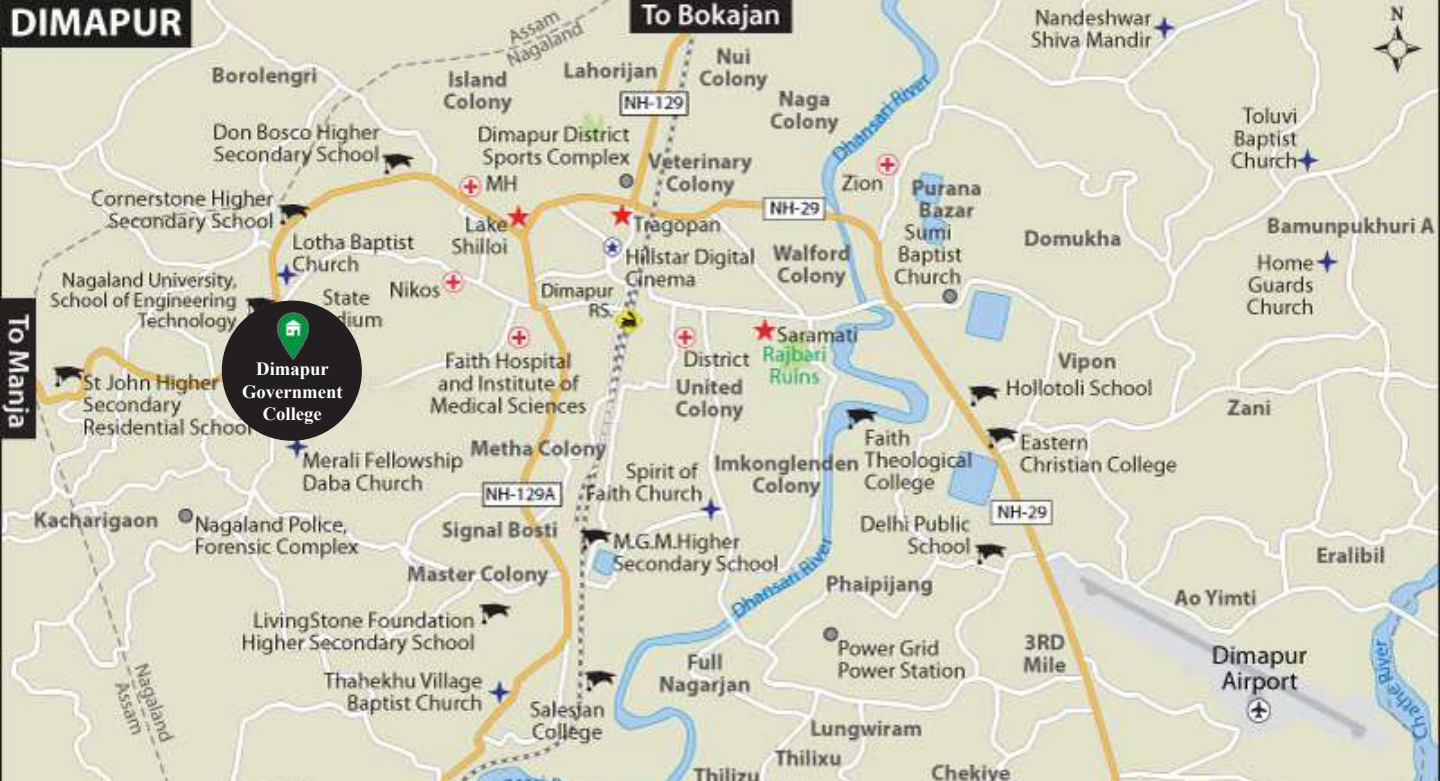 DIMAPUR
To Bokajan
Nandeshwar
Shiva Mandir
N
Assam
Nagaland
Borolengri
Island
Colony
Lahorijan
Nui
Colony
NH-129
Naga
Colony
Dhansari River
Toluvi
Baptist
Church
Don Bosco Higher
Secondary School
Dimapur District
Sports Complex
Veterinary
Colony
MH
Zion
Purana
Bazar
Cornerstone Higher
Secondary School
NH-29
Lake
Shilloi
Tragopan
Sumi
Baptist
Church
Domukha
Bamunpukhuri A
Lotha Baptist
Church
Hillstar Digital
Cinema
Walford
Colony
Home
Guards
Church
Nagaland University,
School of Engineering
Technology
State
dium
Nikos
Dimapur
RS.
To Manja
Dimapur
Government
College
Saramati
Rajbari
Ruins
District
Faith Hospital
and Institute of
Medical Sciences
United
Colony
Vipon
Hollotoli School
St John Higher
Secondary
Residential School
Zani
Metha Colony
Faith
Theological
College
Eastern
Christian College
Merali Fellowship
Daba Church
Spirit of
Faith Church
Imkonglenden
Colony
NH-129A
NH-29
Kacharigaon
Nagaland Police,
Forensic Complex
Signal Bosti
Delhi Public
School
M.G.M.Higher
Secondary School
Eralibil
Master Colony
Dhansari River
Phaipijang
Ao Yimti
LivingStone Foundation
Higher Secondary School
Power Grid
Power Station
3RD
Mile
Dimapur
Airport
Full
Nagarjan
Nagaland
Assam
Thahekhu Village
Baptist Church
Salesian
College
Chathe River
Lungwiram
Thilixu
Thilizu
Chekiye